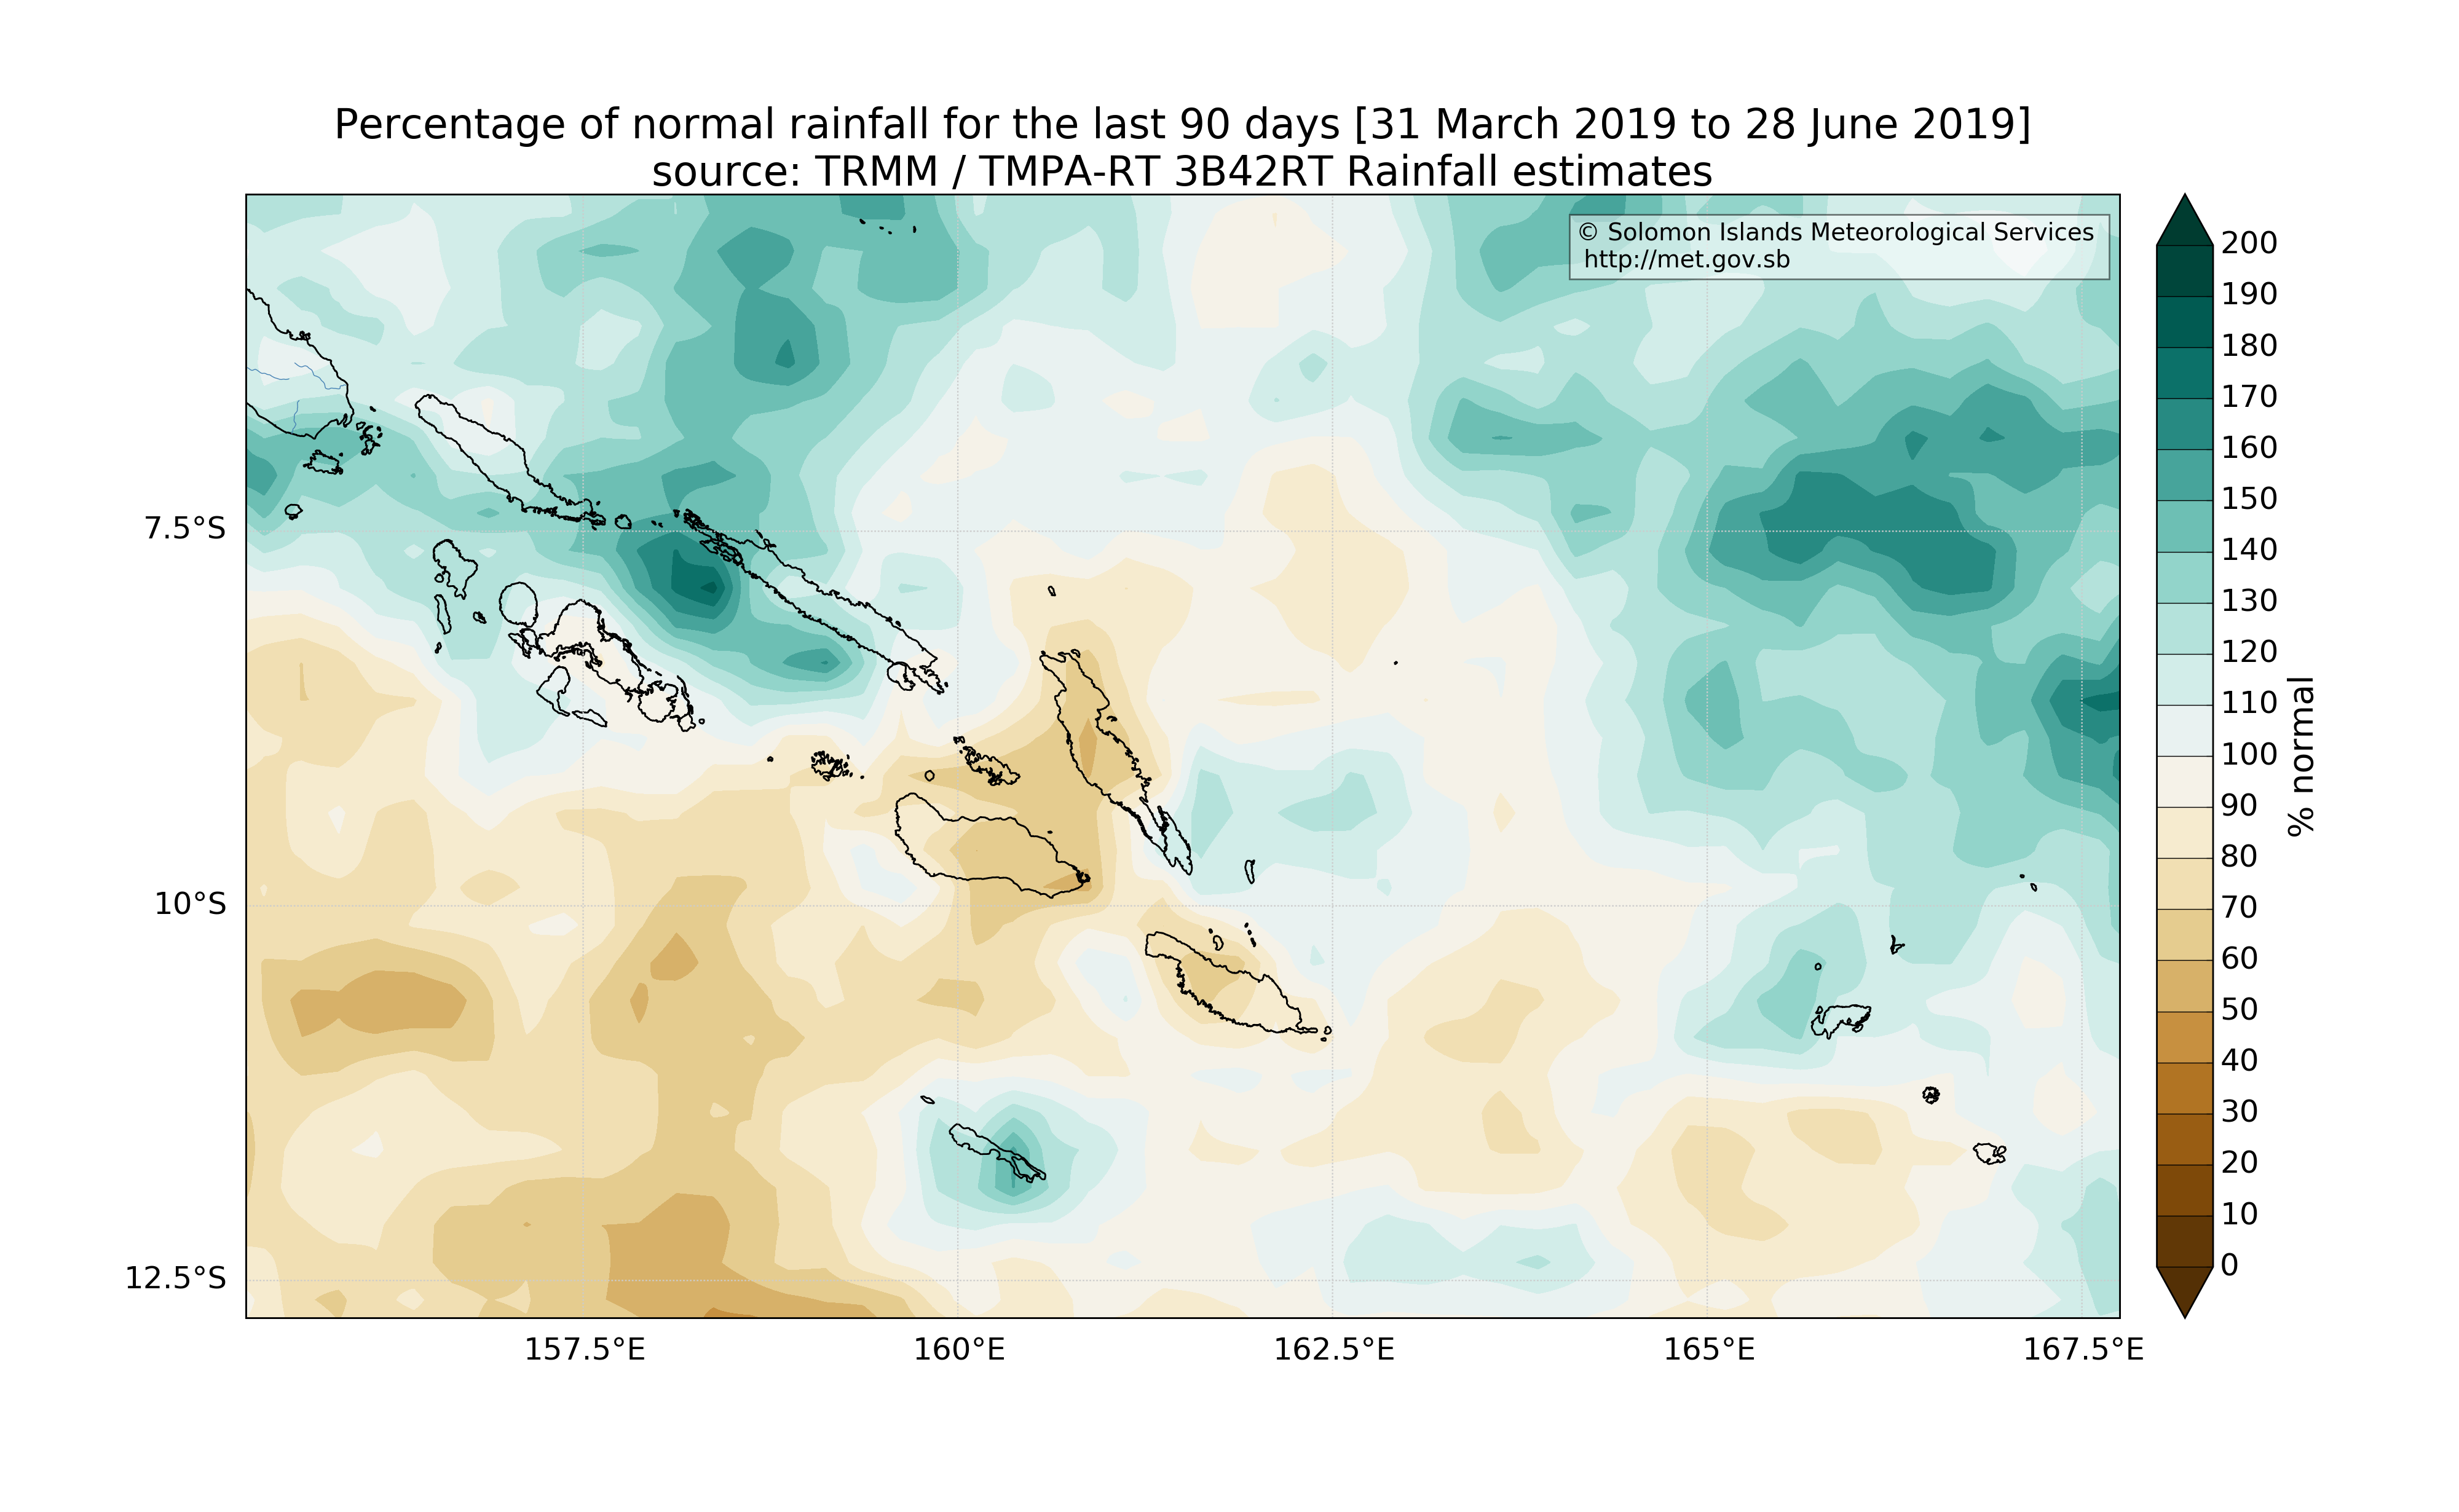 Percentage of normal rainfall for the last 90 days [31 March 2019 to 28 June 2019]
source: TRMM / TMPA-RT 3B42RT Rainfall estimates
© Solomon Islands Meteorological Services
http://met.gov.sb
7.5°S
10°S
12.5°S
157.5°E
160°E
162.5°E
165°E
167.5°E
200
190
180
170
160
150
140
130
120
110
100
90
80
70
60
50
40
30
20
10
0
% normal